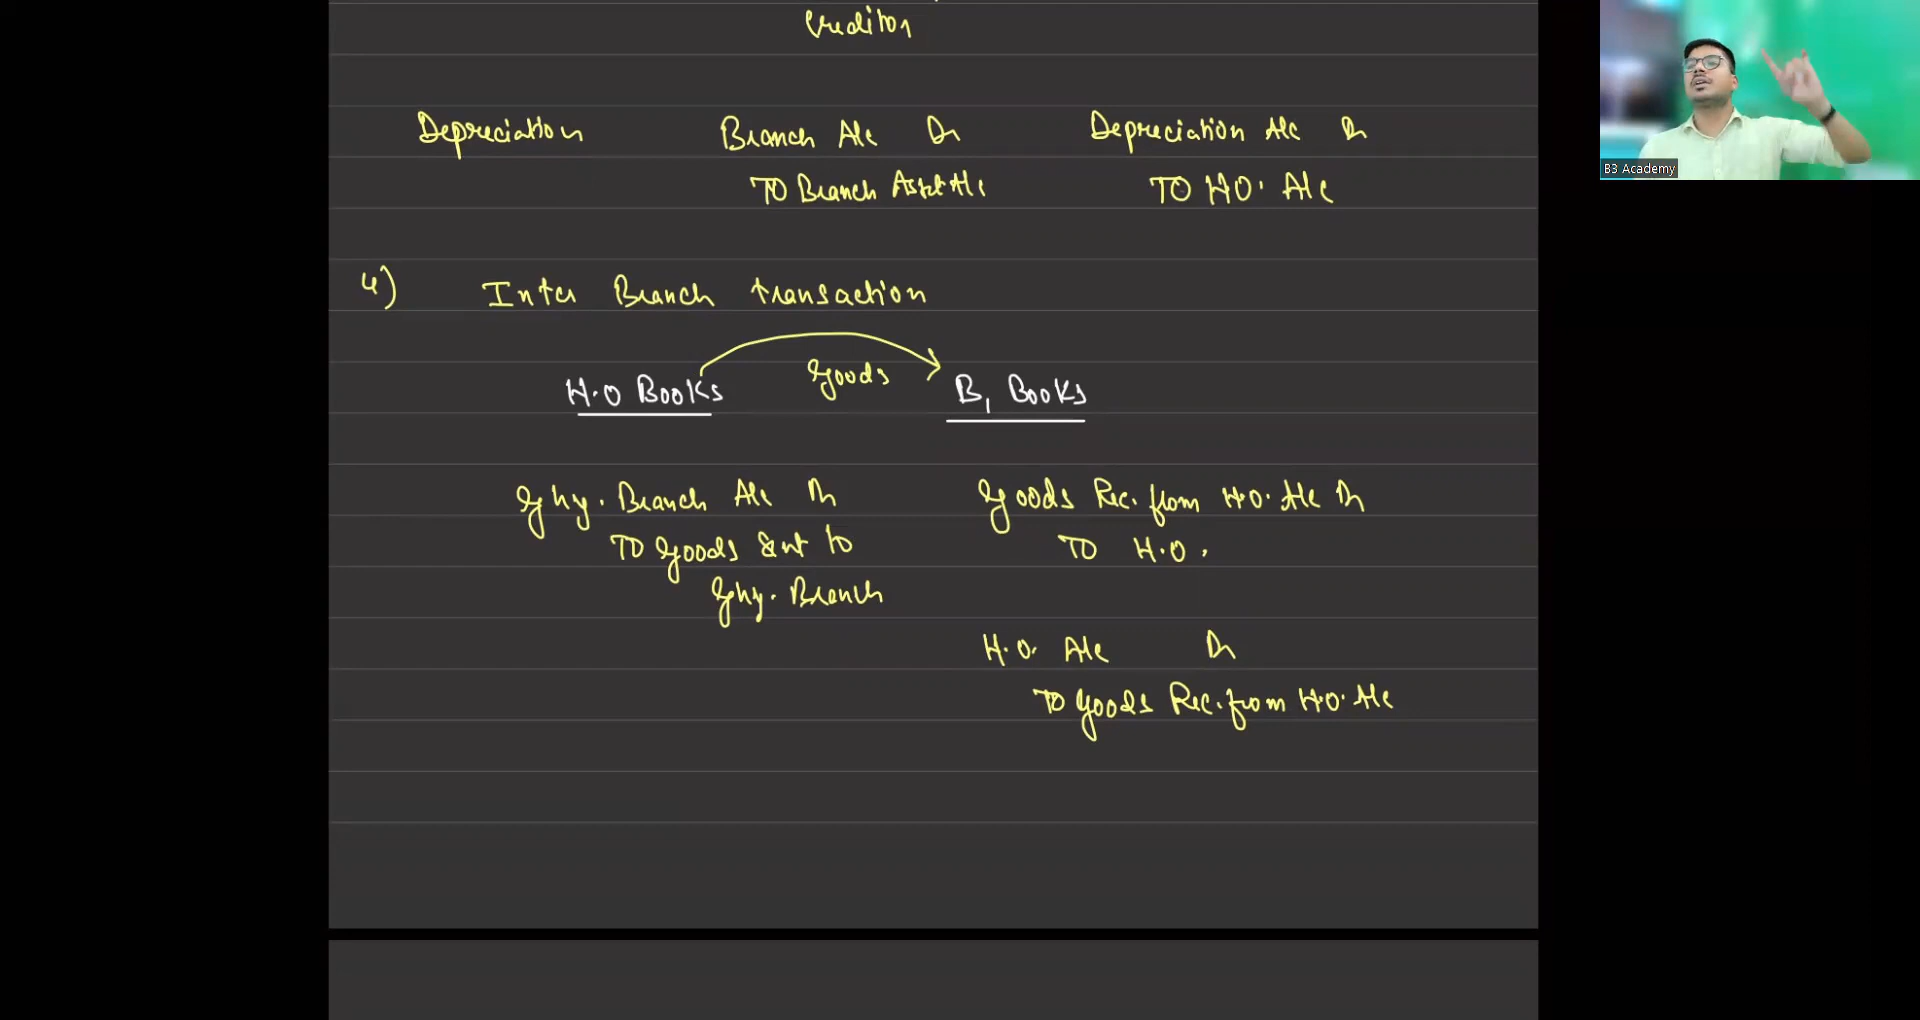 Creditor
Depreciation Branch A/c Dr Depreciation A/c Dr
To Branch Asset A/c To H.O. A/c
4) Inter Branch transaction
Goods
H.O Books B1 Books
Ghy. Branch A/c Dr Goods Rec. from H.O. A/c Dr
To Goods Sent to To H.O.
Ghy. Branch
H.O. A/c Dr
To Goods Rec. from H.O. A/c
B3 Academy